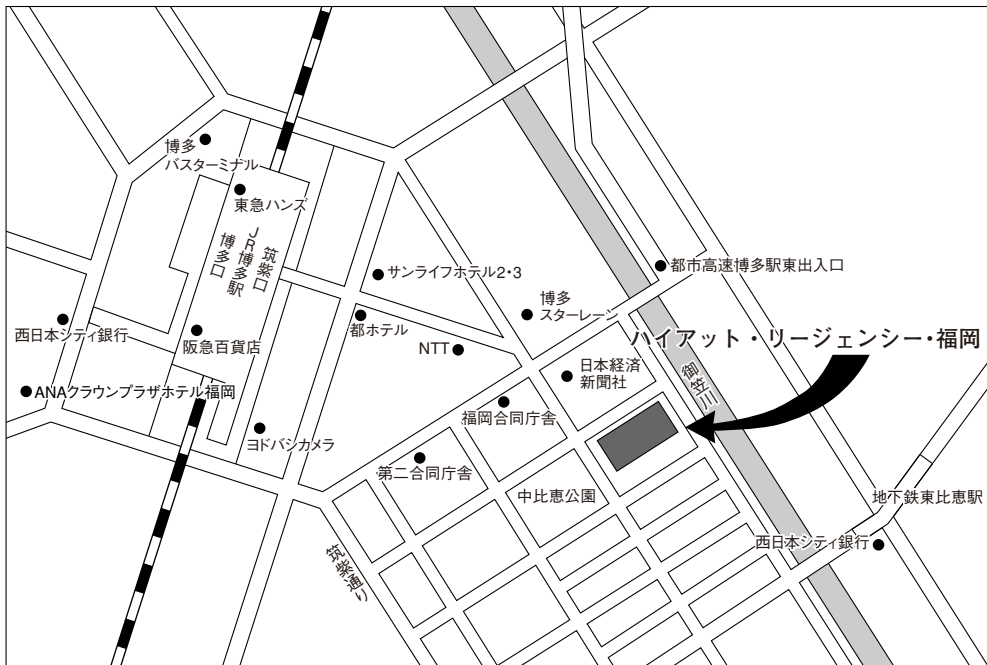 博多
バスターミナル
東急ハンズ
筑紫口
JR博多駅
博多口
サンライフホテル2・3
都市高速博多駅東出入口
博多
スターレーン
西日本シティ銀行
阪急百貨店
都ホテル
NTT
ハイアット・リージェンシー・福岡
日本経済
新聞社
御笠川
ANAクラウンプラザホテル福岡
福岡合同庁舎
ヨドバシカメラ
第二合同庁舎
中比恵公園
地下鉄東比恵駅
西日本シティ銀行
筑紫通り